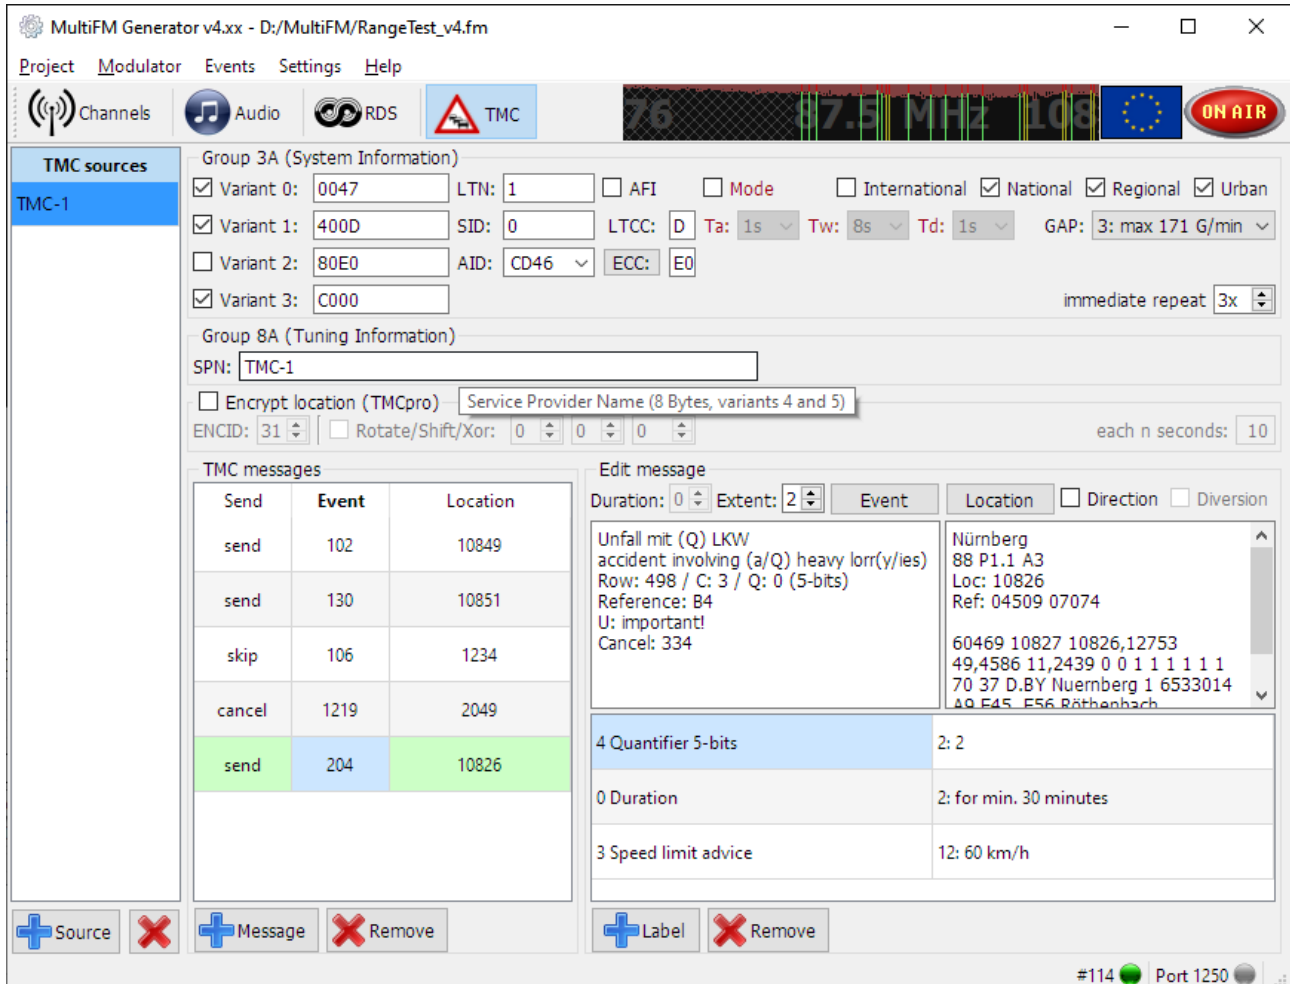 MultiFM Generator v4.xx - D:/MultiFM/RangeTest_v4.fm
Project Modulator Events Settings Help
Channels Audio RDS TMC 76 87.5 MHz 108 ON AIR
TMC sources
TMC-1
Group 3A (System Information)
Variant 0: 0047 LTN: 1 AFI Mode International National Regional Urban
Variant 1: 400D SID: 0 LTCC: D Ta: 1s Tw: 8s Td: 1s GAP: 3: max 171 G/min
Variant 2: 80E0 AID: CD46 ECC: E0
Variant 3: C000 immediate repeat 3x
Group 8A (Tuning Information)
SPN: TMC-1
Service Provider Name (8 Bytes, variants 4 and 5)
Encrypt location (TMCpro)
ENCID: 31 Rotate/Shift/Xor: 0 0 0 each n seconds: 10
TMC messages
Send Event Location
send 102 10849
send 130 10851
skip 106 1234
cancel 1219 2049
send 204 10826
Edit message
Duration: 0 Extent: 2 Event Location Direction Diversion
Unfall mit (Q) LKW
accident involving (a/Q) heavy lorr(y/ies)
Row: 498 / C: 3 / Q: 0 (5-bits)
Reference: B4
U: important!
Cancel: 334
Nürnberg
88 P1.1 A3
Loc: 10826
Ref: 04509 07074
60469 10827 10826,12753
49,4586 11,2439 0 0 1 1 1 1 1 1
70 37 D.BY Nuernberg 1 6533014
A9 E45, E56 Röthenbach
4 Quantifier 5-bits 2: 2
0 Duration 2: for min. 30 minutes
3 Speed limit advice 12: 60 km/h
Source Message Remove Label Remove
#114 Port 1250